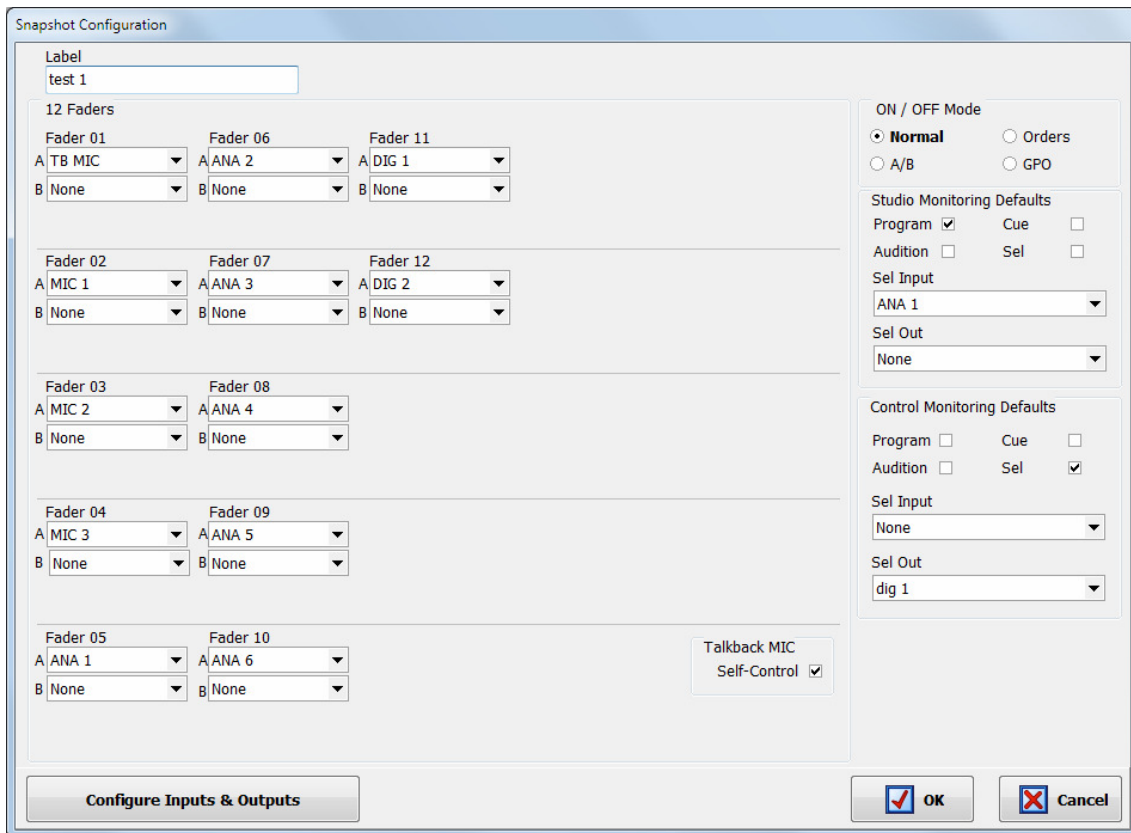 Snapshot Configuration
Label
test 1
12 Faders
Fader 01 Fader 06 Fader 11
A TB MIC A ANA 2 A DIG 1
B None B None B None
Fader 02 Fader 07 Fader 12
A MIC 1 A ANA 3 A DIG 2
B None B None B None
Fader 03 Fader 08
A MIC 2 A ANA 4
B None B None
Fader 04 Fader 09
A MIC 3 A ANA 5
B None B None
Fader 05 Fader 10
A ANA 1 A ANA 6
B None B None
Talkback MIC
Self-Control
ON / OFF Mode
Normal Orders
A/B GPO
Studio Monitoring Defaults
Program Cue
Audition Sel
Sel Input
ANA 1
Sel Out
None
Control Monitoring Defaults
Program Cue
Audition Sel
Sel Input
None
Sel Out
dig 1
Configure Inputs & Outputs
OK
Cancel